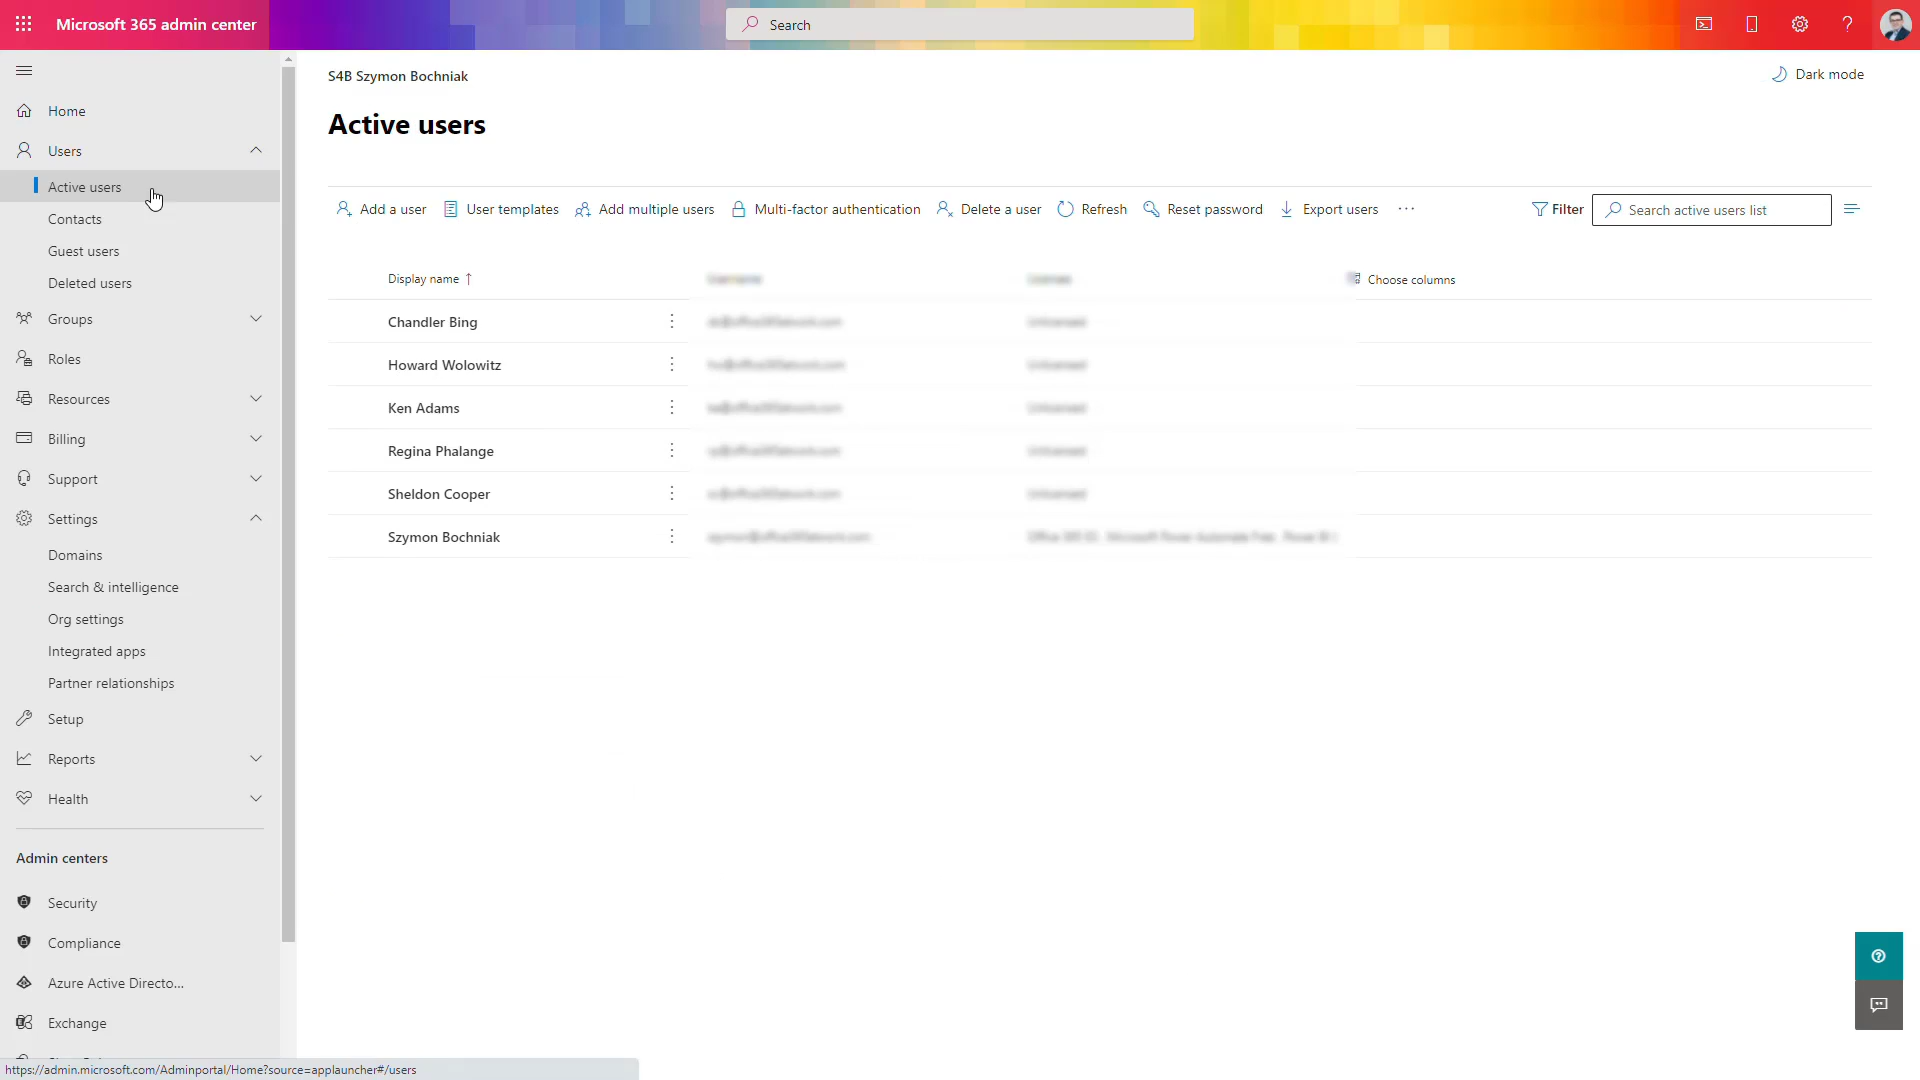 Microsoft 365 admin center
Search
S4B Szymon Bochniak
Dark mode
Home
Users
Active users
Contacts
Guest users
Deleted users
Groups
Roles
Resources
Billing
Support
Settings
Domains
Search & intelligence
Org settings
Integrated apps
Partner relationships
Setup
Reports
Health
Admin centers
Security
Compliance
Azure Active Directo...
Exchange
Active users
Add a user
User templates
Add multiple users
Multi-factor authentication
Delete a user
Refresh
Reset password
Export users
Filter
Search active users list
Display name ↑
Choose columns
Chandler Bing
Howard Wolowitz
Ken Adams
Regina Phalange
Sheldon Cooper
Szymon Bochniak
https://admin.microsoft.com/Adminportal/Home?source=applauncher#/users